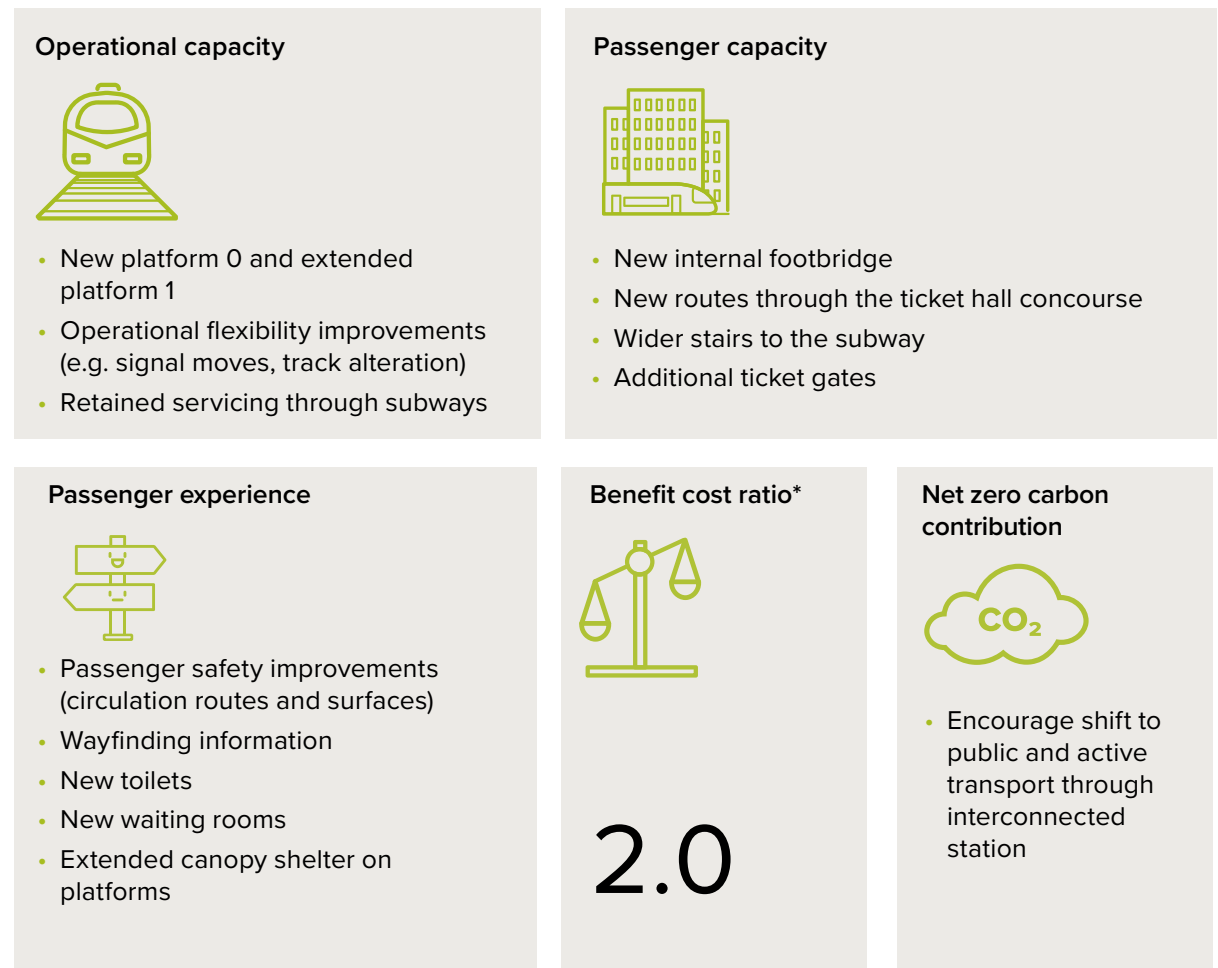 Operational capacity
• New platform 0 and extended
platform 1
• Operational flexibility improvements
(e.g. signal moves, track alteration)
• Retained servicing through subways
Passenger capacity
• New internal footbridge
• New routes through the ticket hall concourse
• Wider stairs to the subway
• Additional ticket gates
Passenger experience
• Passenger safety improvements
(circulation routes and surfaces)
• Wayfinding information
• New toilets
• New waiting rooms
• Extended canopy shelter on
platforms
Benefit cost ratio*
2.0
Net zero carbon
contribution
CO₂
• Encourage shift to
public and active
transport through
interconnected
station